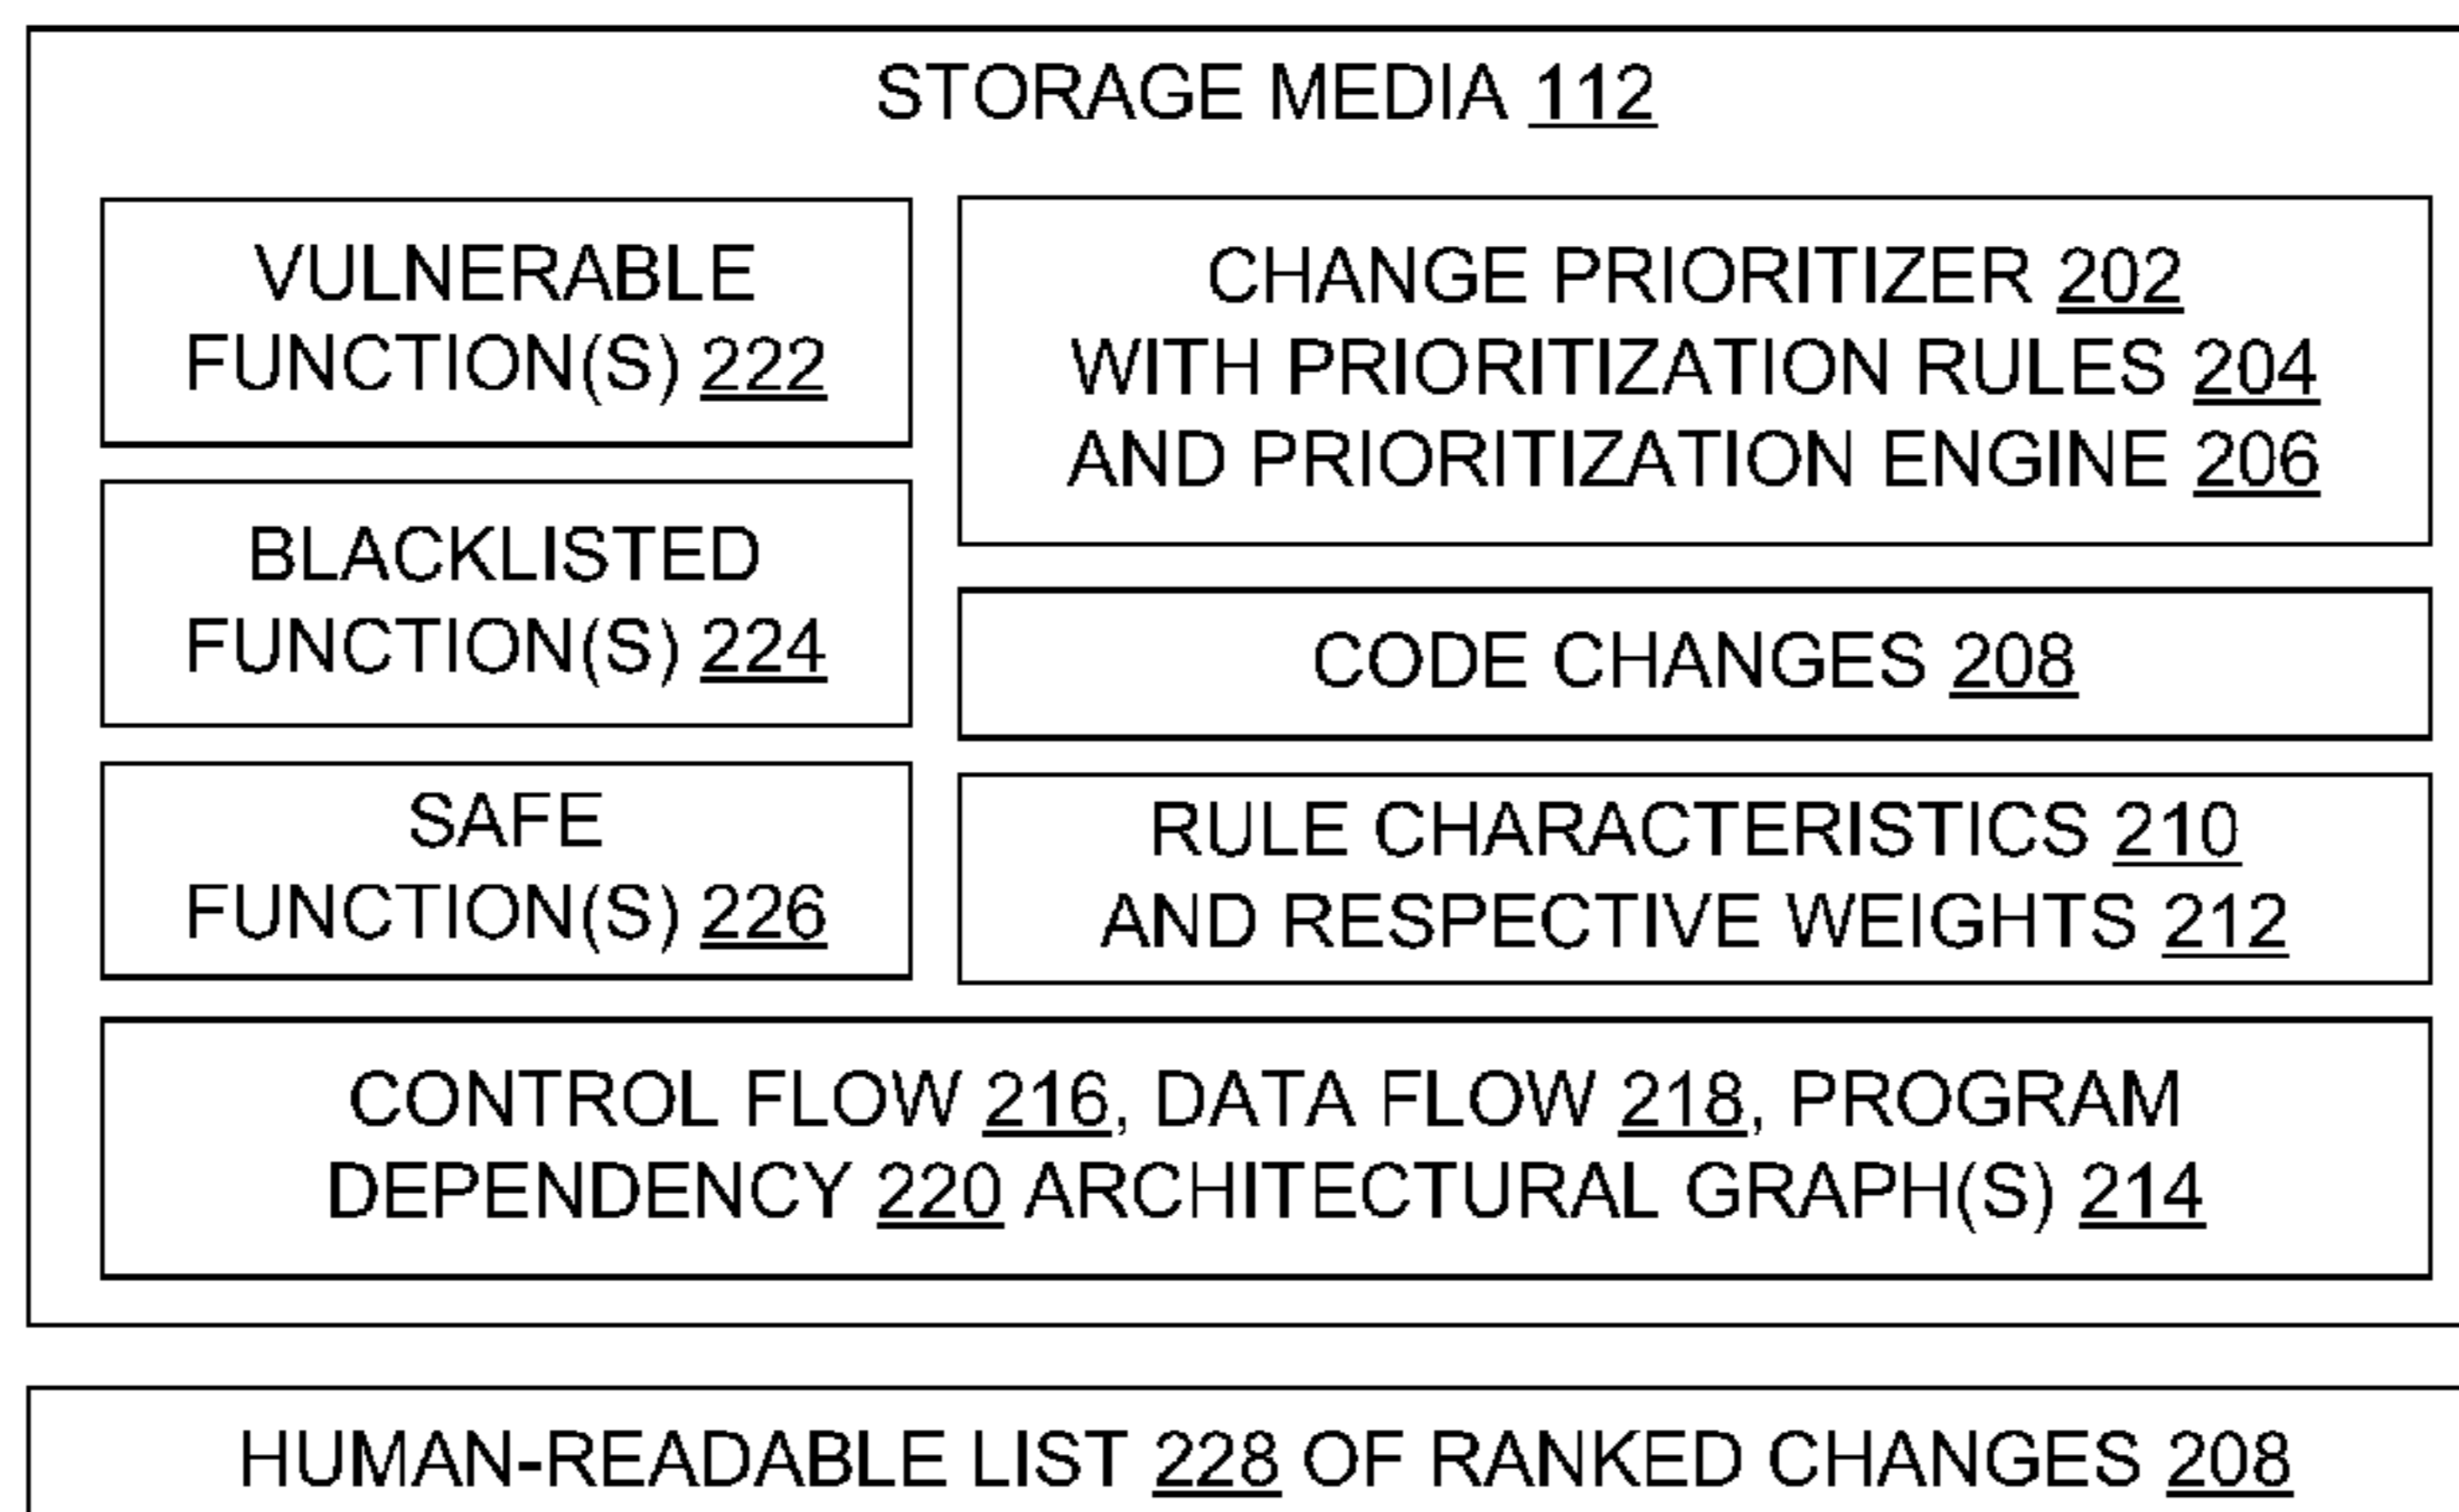 STORAGE MEDIA 112
VULNERABLE
FUNCTION(S) 222
BLACKLISTED
FUNCTION(S) 224
SAFE
FUNCTION(S) 226
CHANGE PRIORITIZER 202
WITH PRIORITIZATION RULES 204
AND PRIORITIZATION ENGINE 206
CODE CHANGES 208
RULE CHARACTERISTICS 210
AND RESPECTIVE WEIGHTS 212
CONTROL FLOW 216, DATA FLOW 218, PROGRAM
DEPENDENCY 220 ARCHITECTURAL GRAPH(S) 214
HUMAN-READABLE LIST 228 OF RANKED CHANGES 208